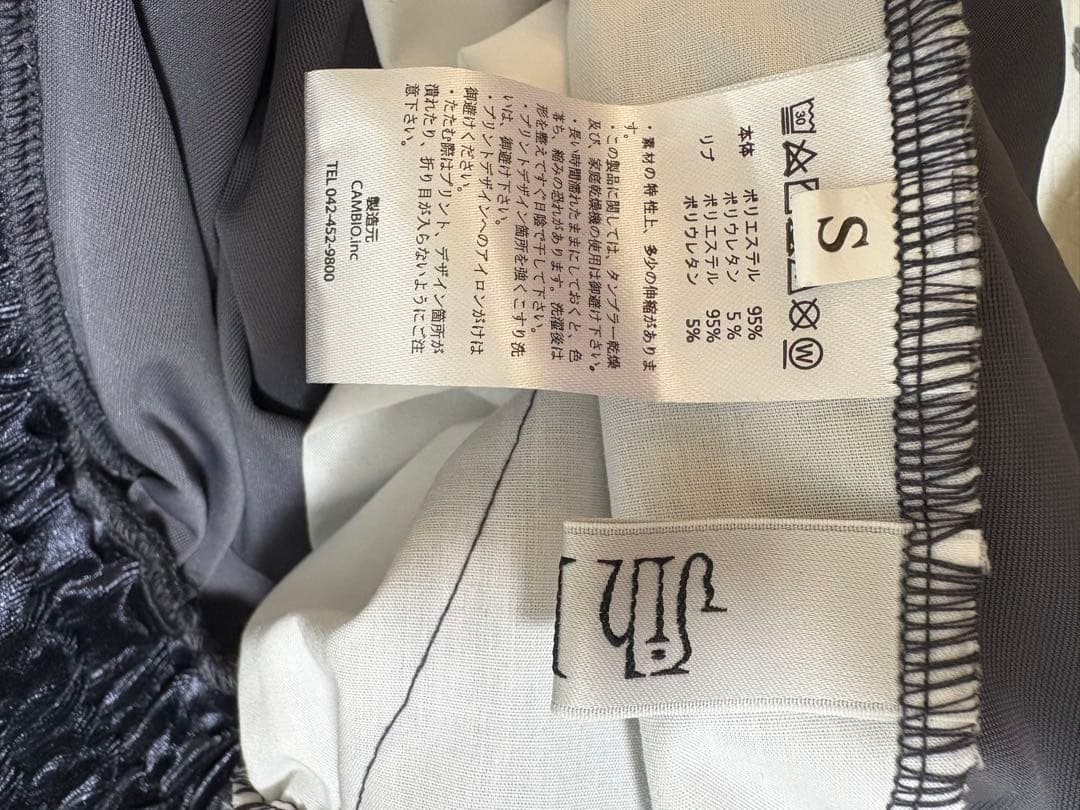 30
W
S
本体 ポリエステル 95%
ポリウレタン 5%
リブ ポリエステル 95%
ポリウレタン 5%
・素材の特性上、多少の伸縮がありま
す。
・この製品に関しては、タンブラー乾燥
及び、家庭乾燥機の使用は御避け下さい。
・長い時間濡れたままにしておくと、色
落ち、縮みの恐れがあります。洗濯後は
形を整えてすぐ日陰で干して下さい。
・プリントデザイン箇所を強くこすり洗
いは、御避け下さい。
・プリントデザインへのアイロンがけは
御避けください。
・たたむ際はプリント、デザイン箇所が
潰れたり、折り目が入らないようにご注
意下さい。
製造元
CAMBIO.inc
TEL 042-452-9800